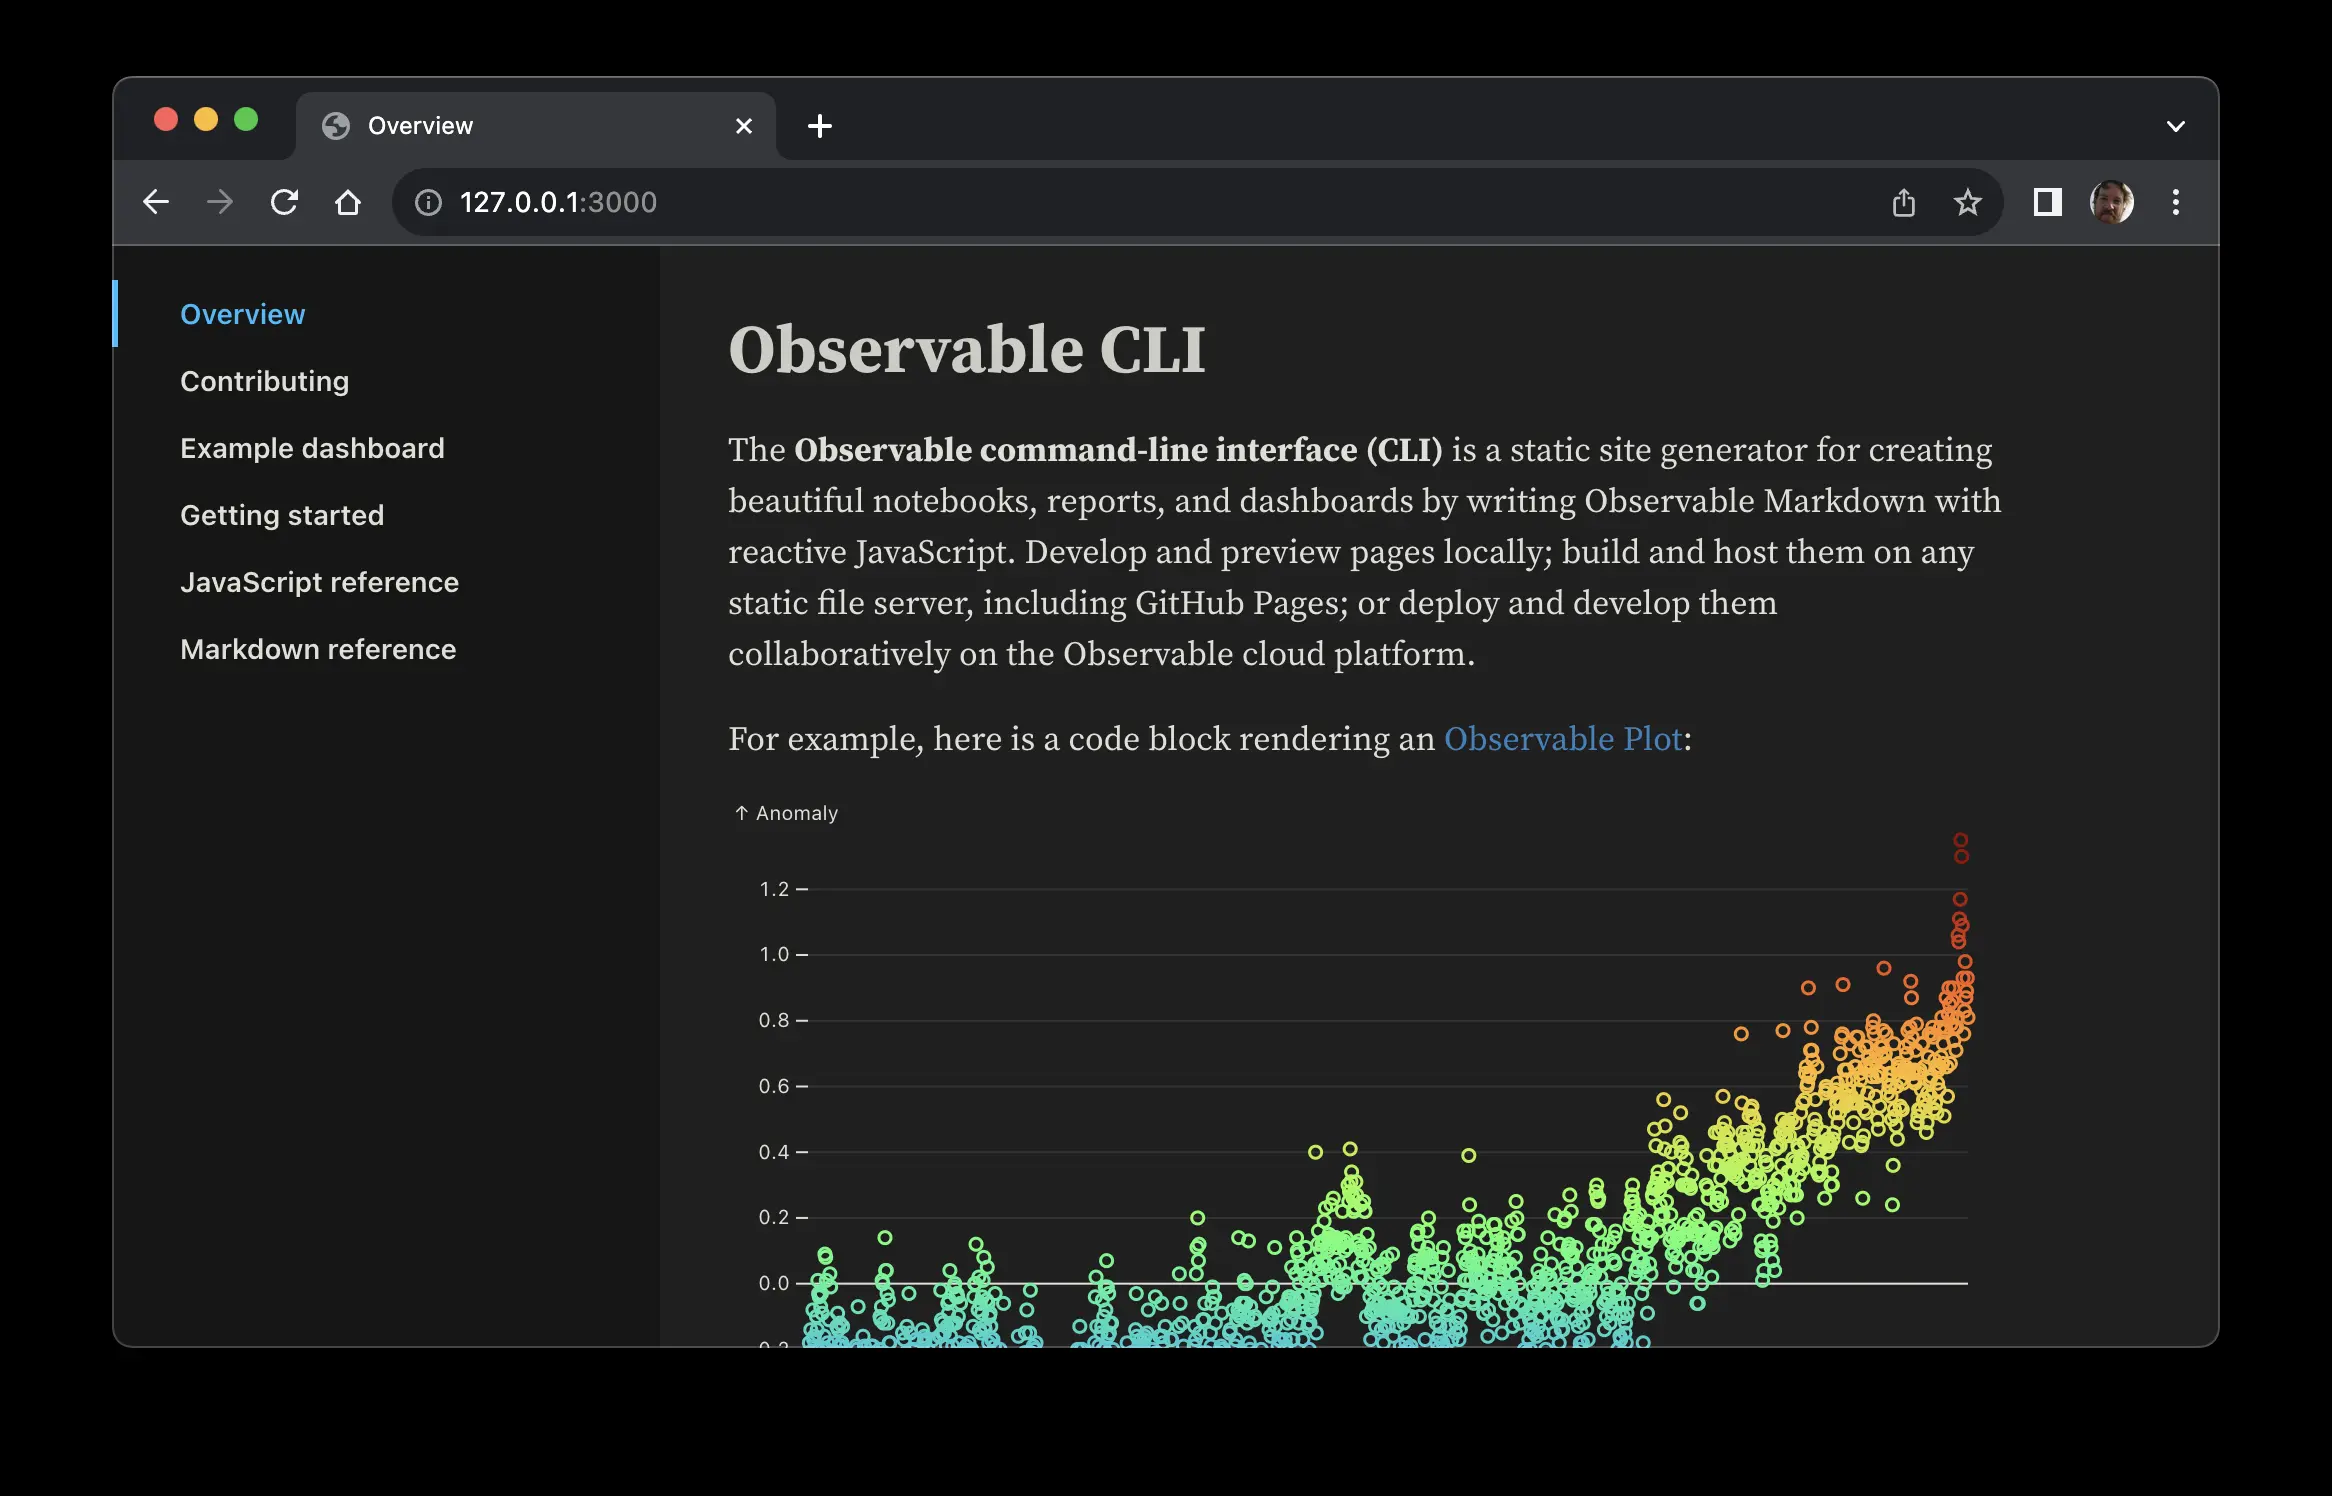 Overview
127.0.0.1:3000
Overview
Contributing
Example dashboard
Getting started
JavaScript reference
Markdown reference
Observable CLI
The Observable command-line interface (CLI) is a static site generator for creating
beautiful notebooks, reports, and dashboards by writing Observable Markdown with
reactive JavaScript. Develop and preview pages locally; build and host them on any
static file server, including GitHub Pages; or deploy and develop them
collaboratively on the Observable cloud platform.
For example, here is a code block rendering an Observable Plot:
↑ Anomaly
1.2
1.0
0.8
0.6
0.4
0.2
0.0